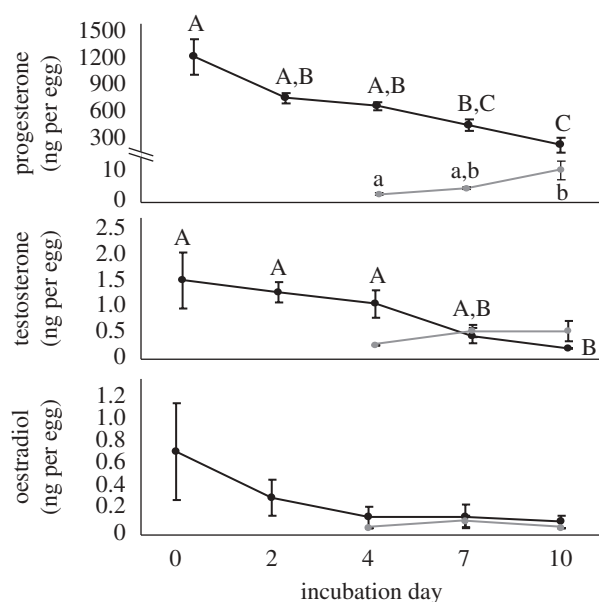 progesterone
(ng per egg)
1500
1200
900
600
300
10
0
A
A,B
A,B
B,C
C
a
a,b
b
testosterone
(ng per egg)
2.5
2.0
1.5
1.0
0.5
0
A
A
A
A,B
B
oestradiol
(ng per egg)
1.2
1.0
0.8
0.6
0.4
0.2
0
0 2 4 7 10
incubation day